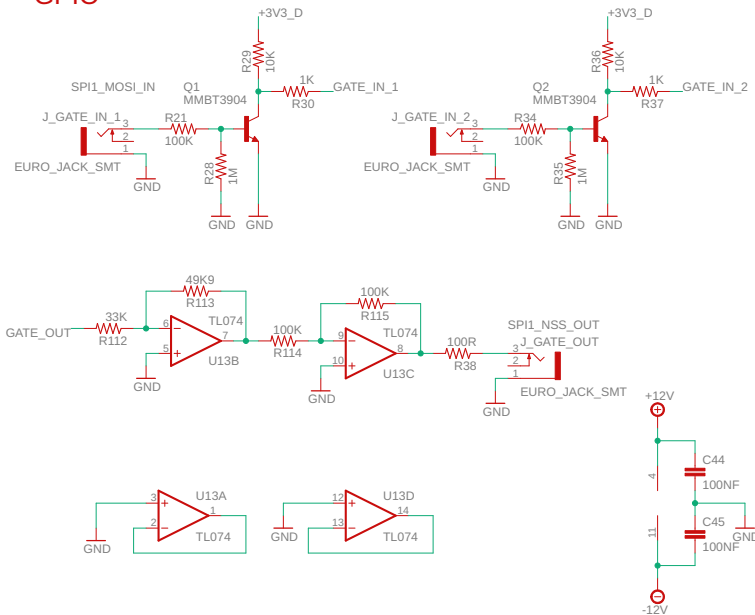 +3V3_D
R29
10K
SPI1_MOSI_IN
Q1
MMBT3904
1K
R30
GATE_IN_1
J_GATE_IN_1
3
2
1
R21
100K
EURO_JACK_SMT
R28
1M
GND
GND
GND
+3V3_D
R36
10K
Q2
MMBT3904
1K
R37
GATE_IN_2
J_GATE_IN_2
3
2
1
R34
100K
EURO_JACK_SMT
R35
1M
GND
GND
GND
49K9
R113
33K
GATE_OUT
R112
6
5
7
TL074
U13B
GND
100K
R114
100K
R115
9
10
8
TL074
U13C
GND
100R
R38
SPI1_NSS_OUT
J_GATE_OUT
3
2
1
EURO_JACK_SMT
GND
+12V
4
11
C44
100NF
C45
100NF
GND
-12V
3
2
1
U13A
TL074
GND
12
13
14
U13D
TL074
GND